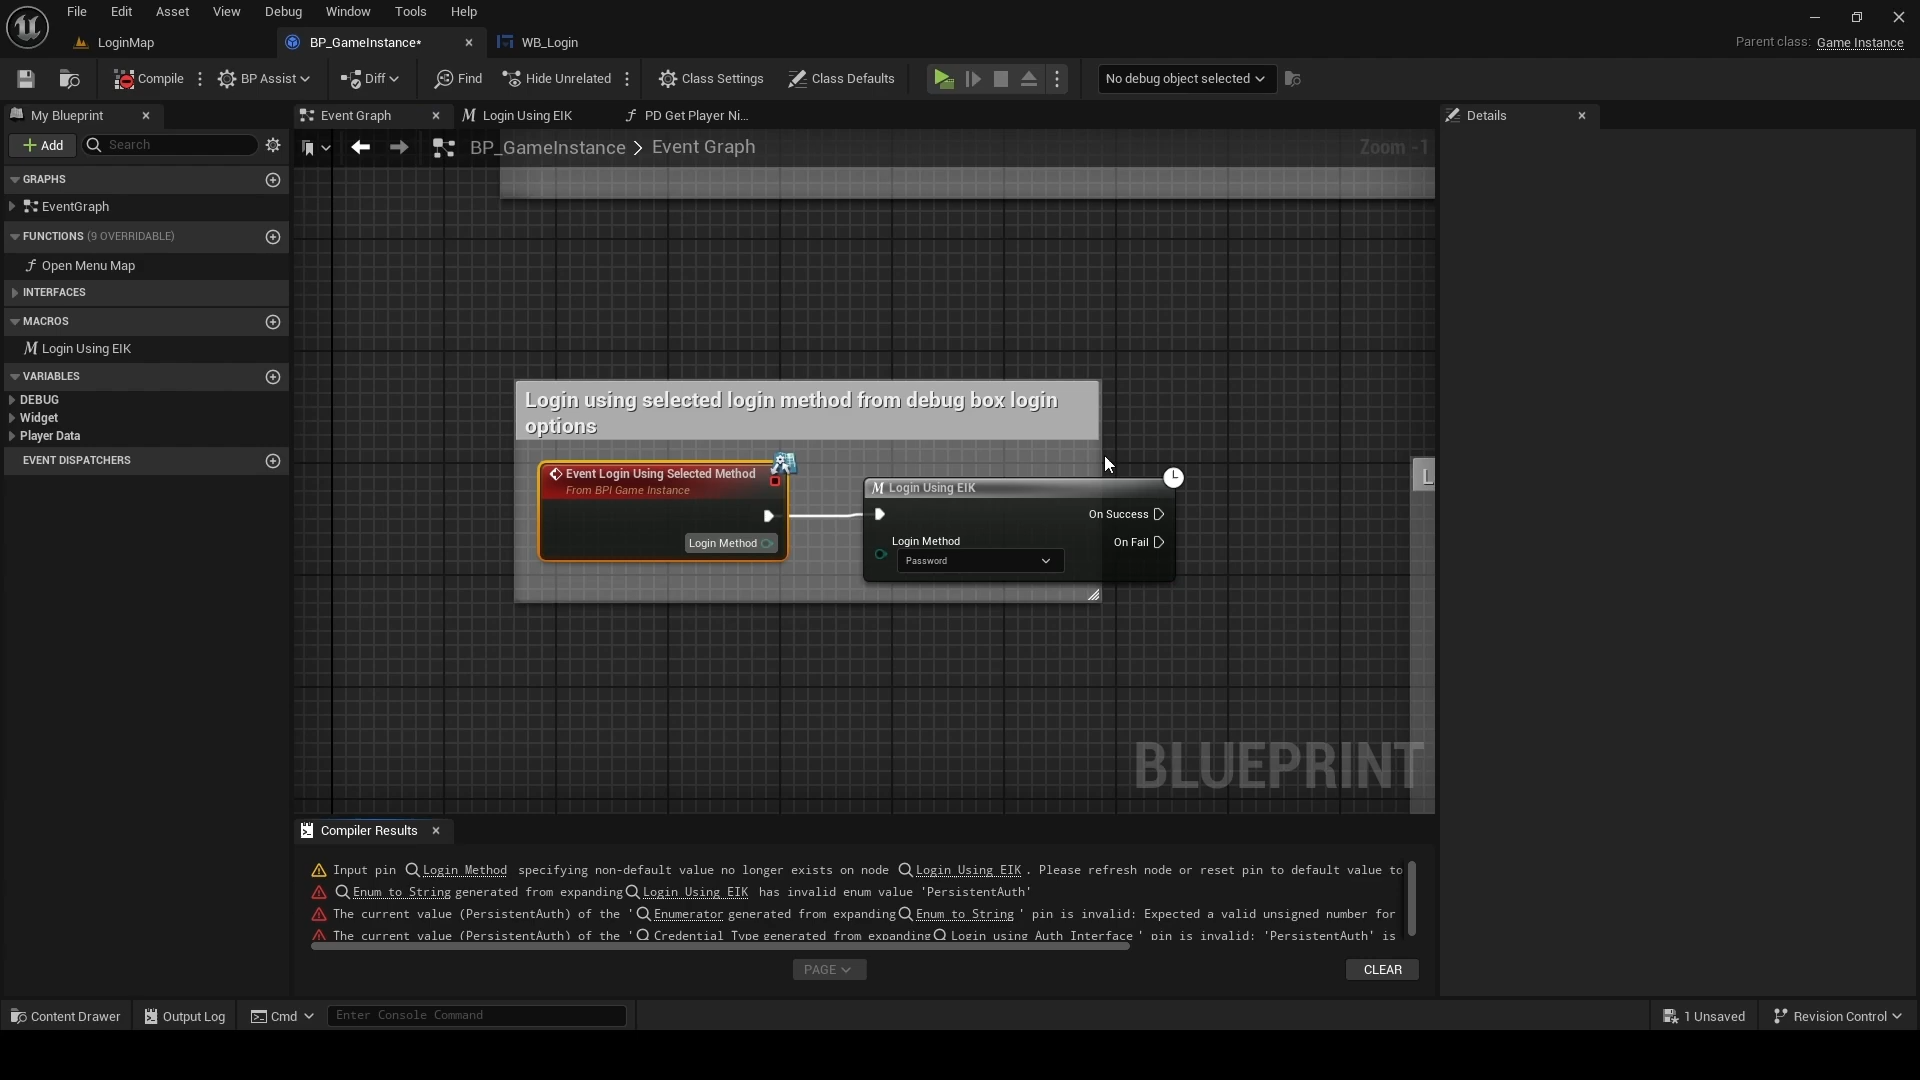 File Edit Asset View Debug Window Tools Help
LoginMap BP_GameInstance* WB_Login
Parent class: Game Instance
Compile BP Assist Diff Find Hide Unrelated Class Settings Class Defaults No debug object selected
My Blueprint Event Graph Login Using EIK PD Get Player Ni... Details
Add Search
BP_GameInstance > Event Graph Zoom -1
GRAPHS
EventGraph
FUNCTIONS (9 OVERRIDABLE)
Open Menu Map
INTERFACES
MACROS
Login Using EIK
VARIABLES
DEBUG
Widget
Player Data
EVENT DISPATCHERS
Login using selected login method from debug box login
options
Event Login Using Selected Method
From BPI Game Instance
Login Method
Login Using EIK
On Success
Login Method
On Fail
Password
L
BLUEPRINT
Compiler Results
Input pin Login Method specifying non-default value no longer exists on node Login Using EIK . Please refresh node or reset pin to default value to
Enum to String generated from expanding Login Using EIK has invalid enum value 'PersistentAuth'
The current value (PersistentAuth) of the ' Enumerator generated from expanding Enum to String ' pin is invalid: Expected a valid unsigned number for
The current value (PersistentAuth) of the ' Credential Type generated from expanding Login using Auth Interface ' pin is invalid: 'PersistentAuth' is
PAGE CLEAR
Content Drawer Output Log Cmd Enter Console Command 1 Unsaved Revision Control